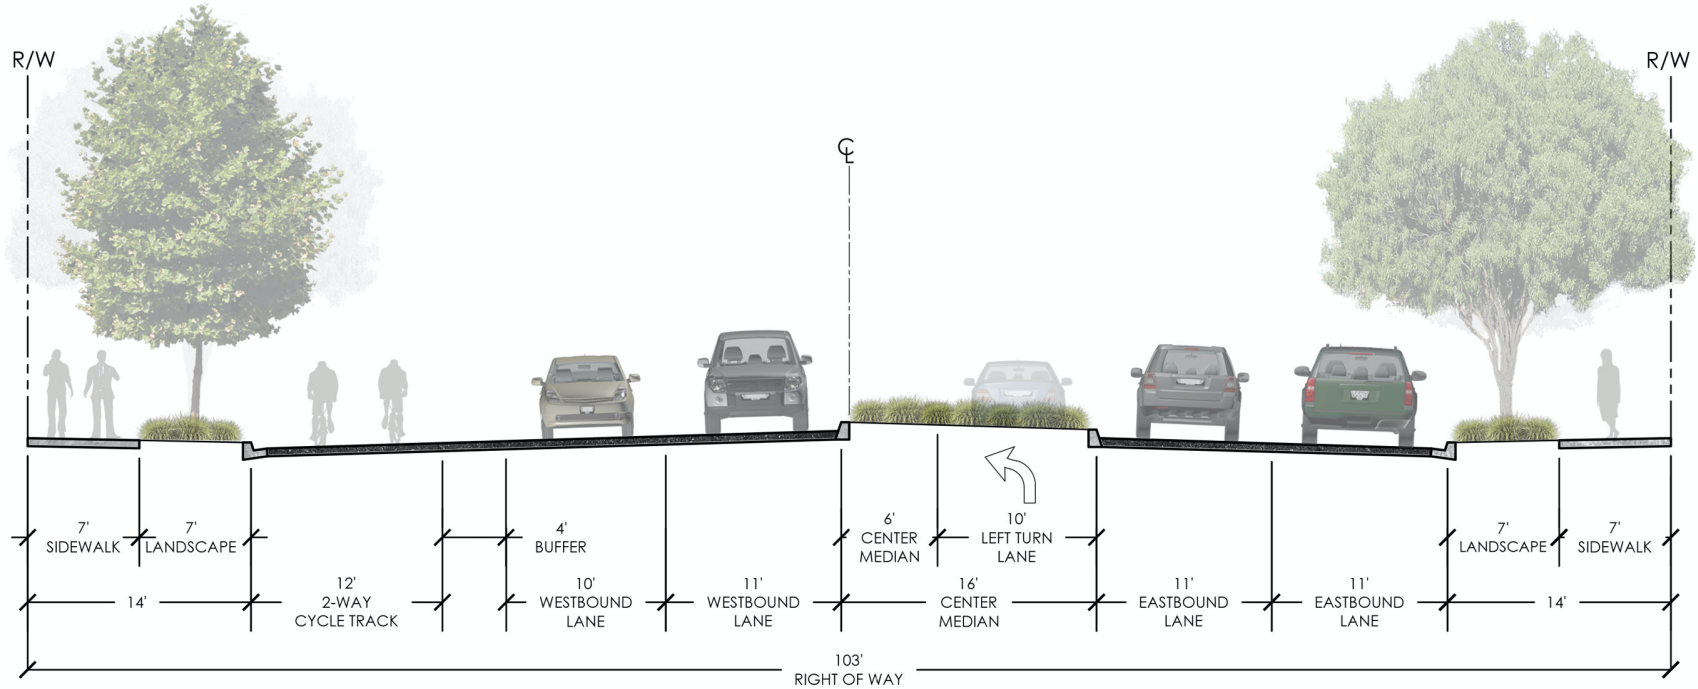 R/W
R/W
CL
7'
SIDEWALK
7'
LANDSCAPE
4'
BUFFER
6'
CENTER
MEDIAN
10'
LEFT TURN
LANE
7'
LANDSCAPE
7'
SIDEWALK
14'
12'
2-WAY
CYCLE TRACK
10'
WESTBOUND
LANE
11'
WESTBOUND
LANE
16'
CENTER
MEDIAN
11'
EASTBOUND
LANE
11'
EASTBOUND
LANE
14'
103'
RIGHT OF WAY